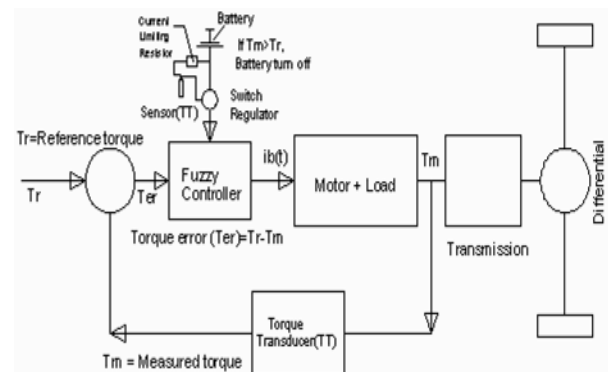 Current
Limiting
Resistor
Battery
If Tm>Tr,
Battery turn off
Sensor(TT)
Switch
Regulator
Tr=Reference torque
Tr
Ter
Fuzzy
Controller
ib(t)
Motor + Load
Tm
Transmission
Differential
Torque error (Ter)=Tr-Tm
Torque
Transducer(TT)
Tm = Measured torque